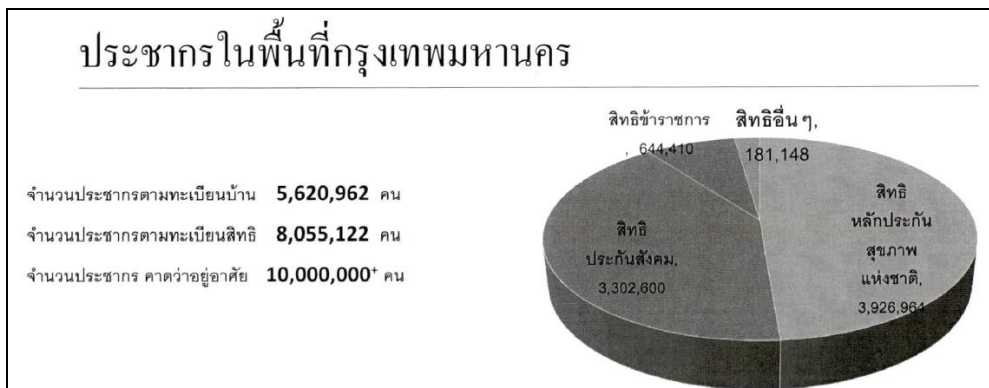 ประชากรในพื้นที่กรุงเทพมหานคร
จำนวนประชากรตามทะเบียนบ้าน 5,620,962 คน
จำนวนประชากรตามทะเบียนสิทธิ 8,055,122 คน
จำนวนประชากร คาดว่าอยู่อาศัย 10,000,000+ คน
สิทธิข้าราชการ
, 644,410
สิทธิอื่น ๆ,
181,148
สิทธิ
ประกันสังคม,
3,302,600
สิทธิ
หลักประกัน
สุขภาพ
แห่งชาติ,
3,926,964